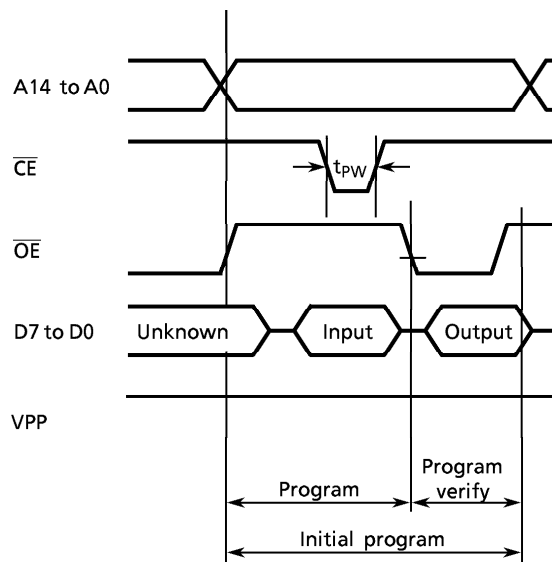 A14 to A0
CE
tPW
OE
D7 to D0
Unknown
Input
Output
VPP
Program
Program
verify
Initial program